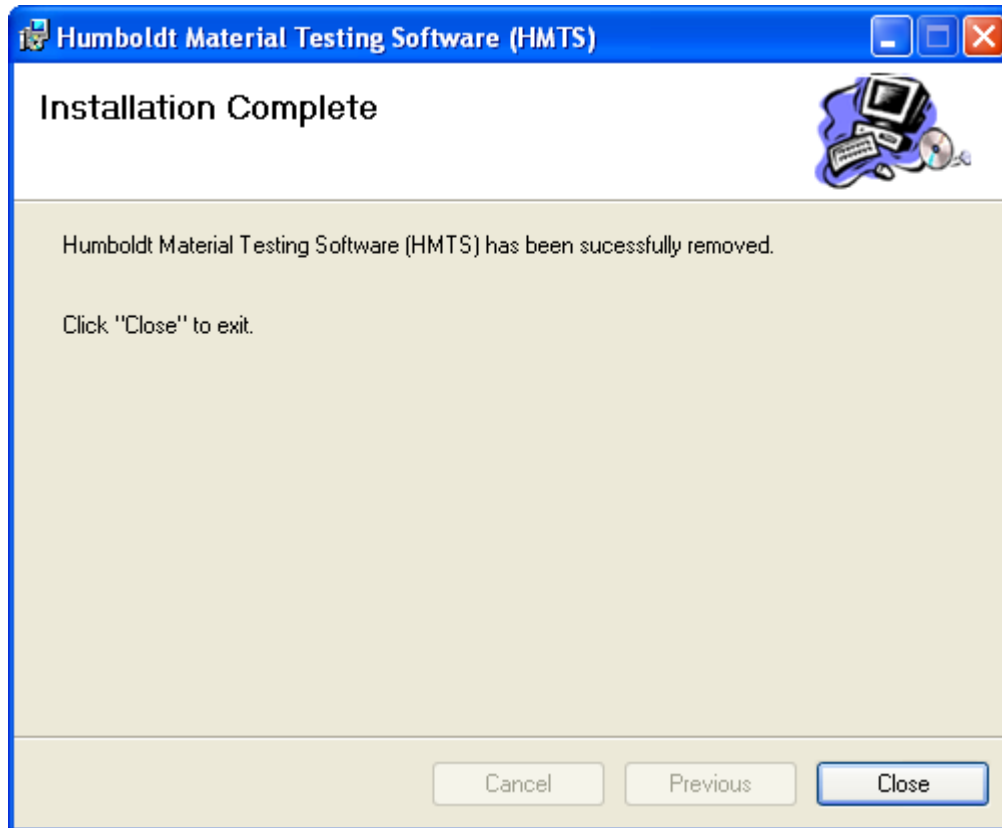 Humboldt Material Testing Software (HMTS)
Installation Complete
Humboldt Material Testing Software (HMTS) has been sucessfully removed.
Click "Close" to exit.
Cancel Previous Close